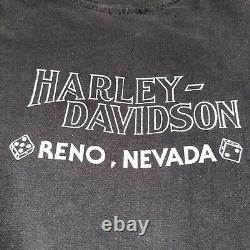 HARLEY-
DAVIDSON
RENO, NEVADA